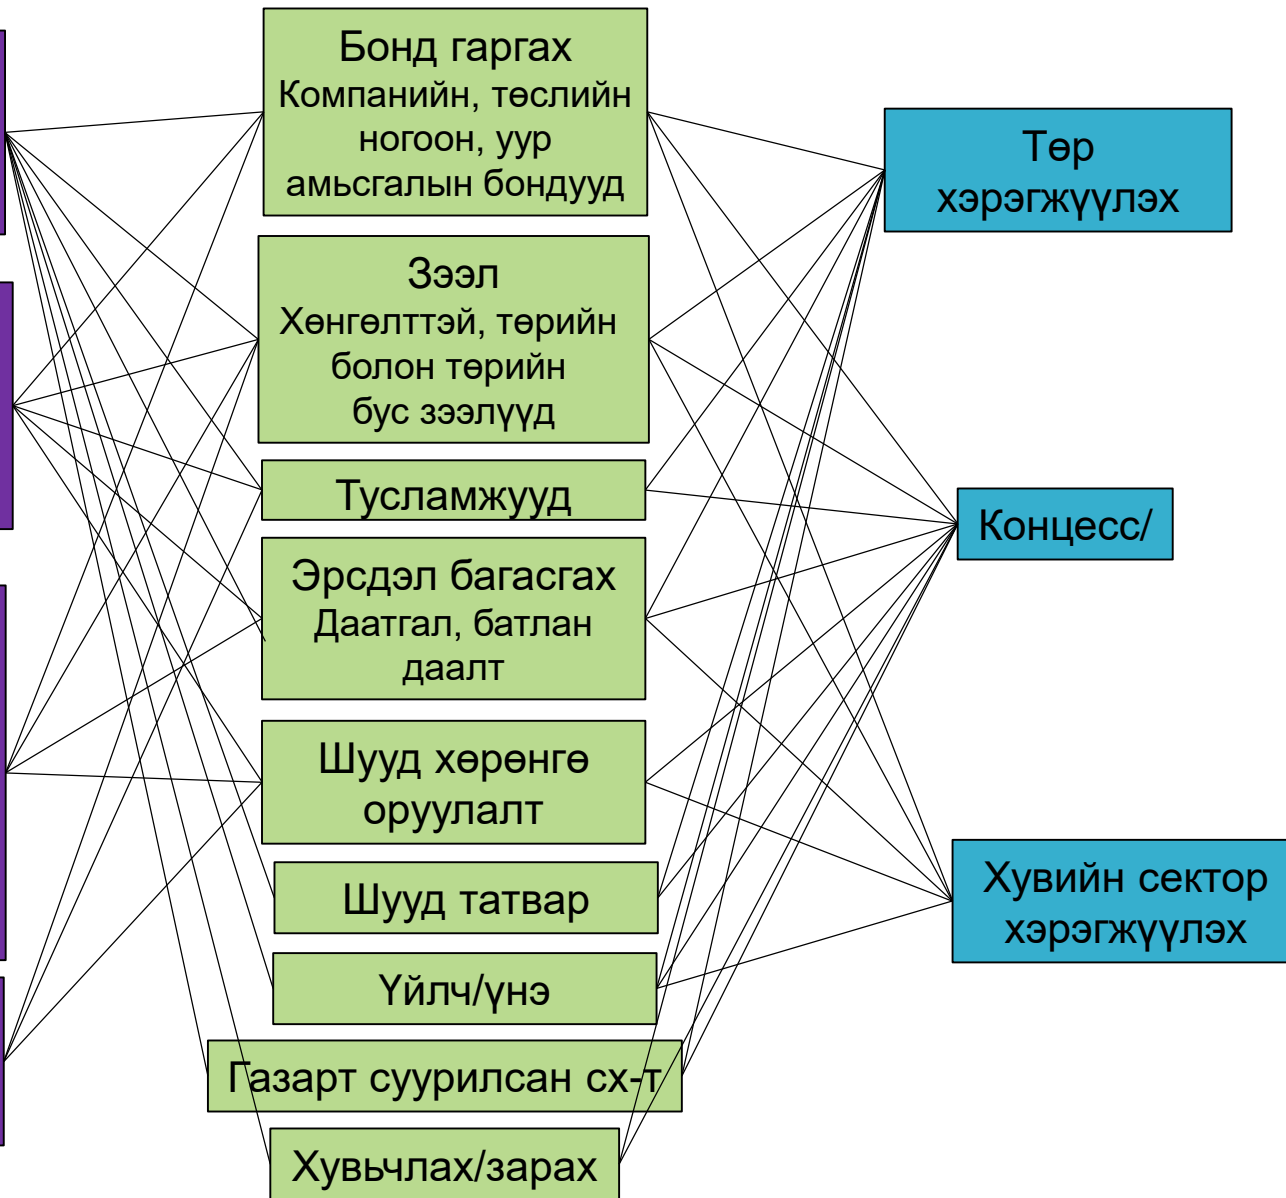 Бонд гаргах
Компанийн, төслийн
ногоон, уур
амьсгалын бондууд
Зээл
Хөнгөлттэй, төрийн
болон төрийн
бус зээлүүд
Тусламжууд
Эрсдэл багасгах
Даатгал, батлан
даалт
Шууд хөрөнгө
оруулалт
Шууд татвар
Үйлч/үнэ
Газарт суурилсан сх-т
Хувьчлах/зарах
Төр
хэрэгжүүлэх
Концесс/
Хувийн сектор
хэрэгжүүлэх